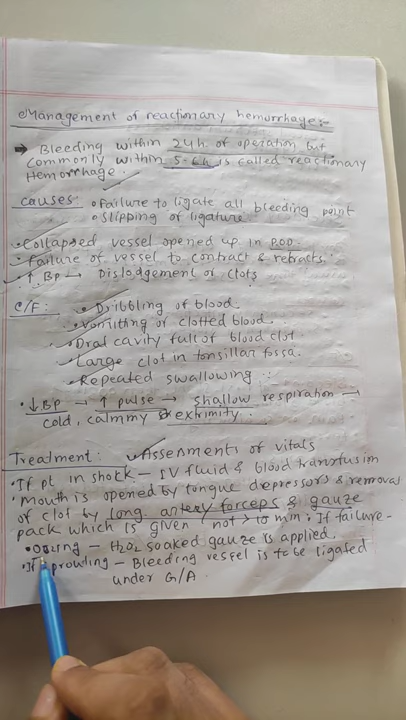 Management of reactionary hemorrhage:-
→ Bleeding within 24h of operation but
commonly within 5-6h is called reactionary
Hemorrhage.
causes: • Failure to ligate all bleeding point
• Slipping of ligature
• Collapsed vessel opened up in P.O.D.
• Failure of vessel to contract & retracts.
↑ BP → Dislodgement of clots
C/F: • Dribbling of blood.
• Vomitting of clotted blood.
• Oral cavity full of blood clot.
• Large clot in tonsillar fossa.
• Repeated swallowing
• ↓BP → ↑ pulse → shallow respiration →
cold, calmmy extrimity.
Treatment: Assenments of vitals
• If pt in shock — IV fluid & blood transfusion
• Mouth is opened by tongue depressors & removal
of clot by long artery forceps & gauze
pack which is given not > 10 min. If failure-
• Oozing — H2O2 soaked gauze is applied.
• If sprouting — Bleeding vessel is to be ligated
under G/A